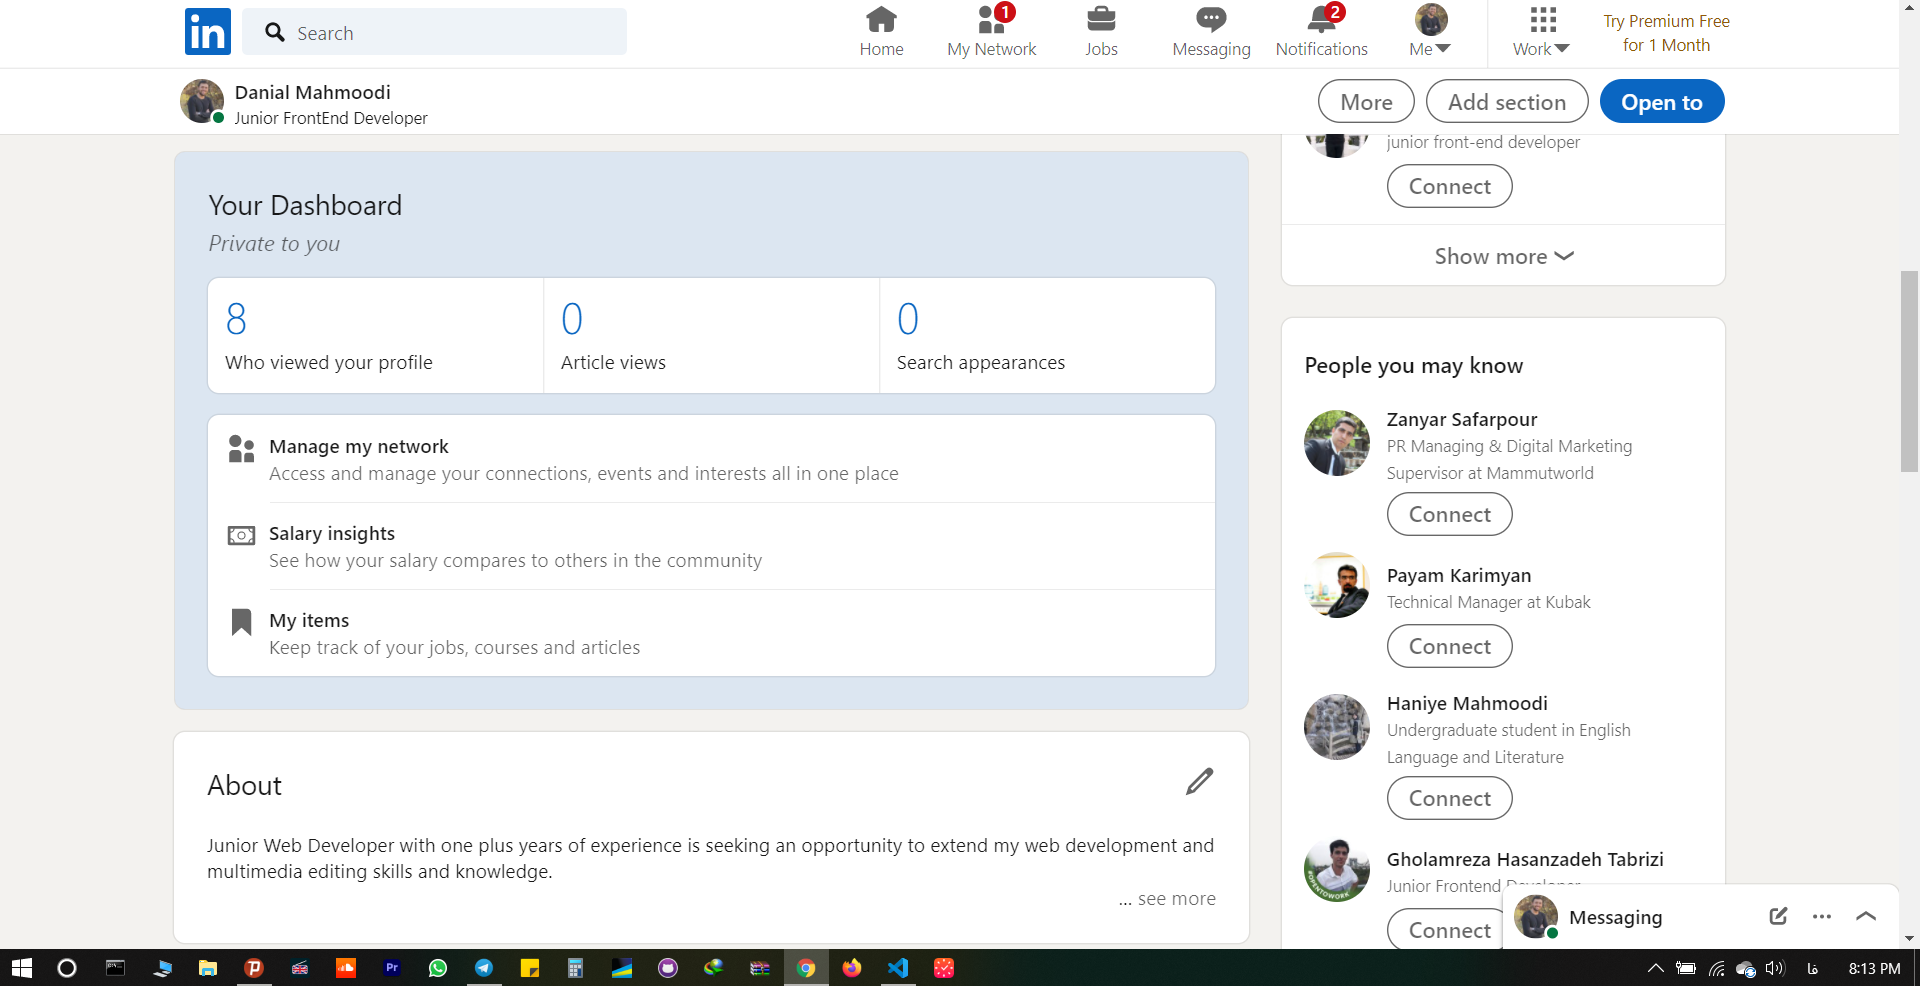 in
Search
Home
1
My Network
Jobs
Messaging
2
Notifications
Me
Work
Try Premium Free
for 1 Month
Danial Mahmoodi
Junior FrontEnd Developer
More
Add section
Open to
Your Dashboard
Private to you
8
Who viewed your profile
0
Article views
0
Search appearances
Manage my network
Access and manage your connections, events and interests all in one place
Salary insights
See how your salary compares to others in the community
My items
Keep track of your jobs, courses and articles
About
Junior Web Developer with one plus years of experience is seeking an opportunity to extend my web development and
multimedia editing skills and knowledge.
... see more
junior front-end developer
Connect
Show more
People you may know
Zanyar Safarpour
PR Managing & Digital Marketing
Supervisor at Mammutworld
Connect
Payam Karimyan
Technical Manager at Kubak
Connect
Haniye Mahmoodi
Undergraduate student in English
Language and Literature
Connect
Gholamreza Hasanzadeh Tabrizi
Junior Frontend Developer
Connect
#OPENTOWORK
Messaging
Pr
فا
8:13 PM